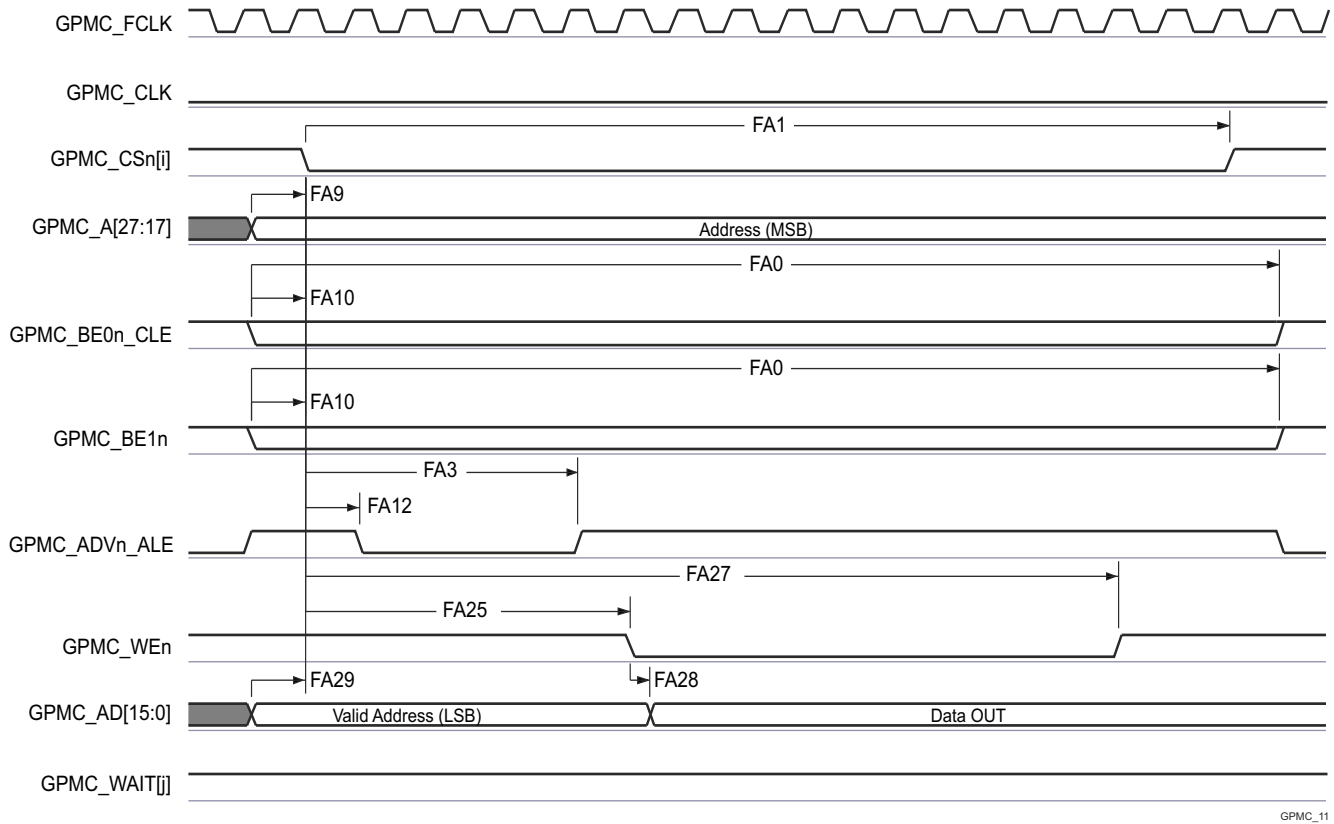 GPMC_FCLK
GPMC_CLK
FA1
GPMC_CSn[i]
FA9
GPMC_A[27:17]
Address (MSB)
FA0
FA10
GPMC_BE0n_CLE
FA0
FA10
GPMC_BE1n
FA3
FA12
GPMC_ADVn_ALE
FA27
FA25
GPMC_WEn
FA29
FA28
GPMC_AD[15:0]
Valid Address (LSB)
Data OUT
GPMC_WAIT[j]
GPMC_11